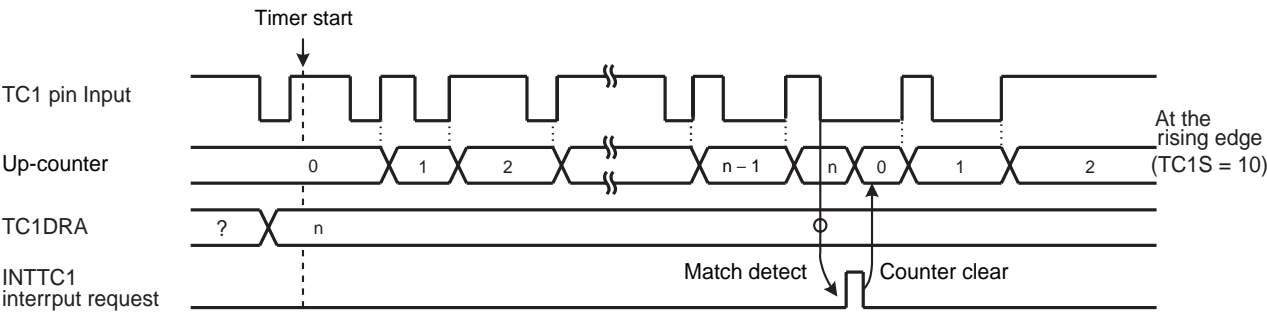 Timer start
TC1 pin Input
At the
rising edge
(TC1S = 10)
Up-counter
0
1
2
n – 1
n
0
1
2
TC1DRA
?
n
Match detect
Counter clear
INTTC1
interrput request